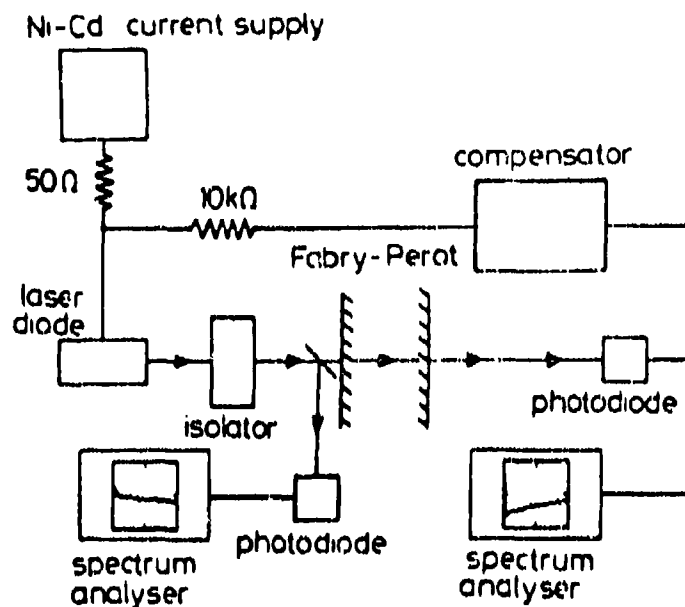 Ni-Cd current supply
50Ω
10kΩ
compensator
Fabry-Perot
laser
diode
isolator
photodiode
photodiode
spectrum
analyser
spectrum
analyser